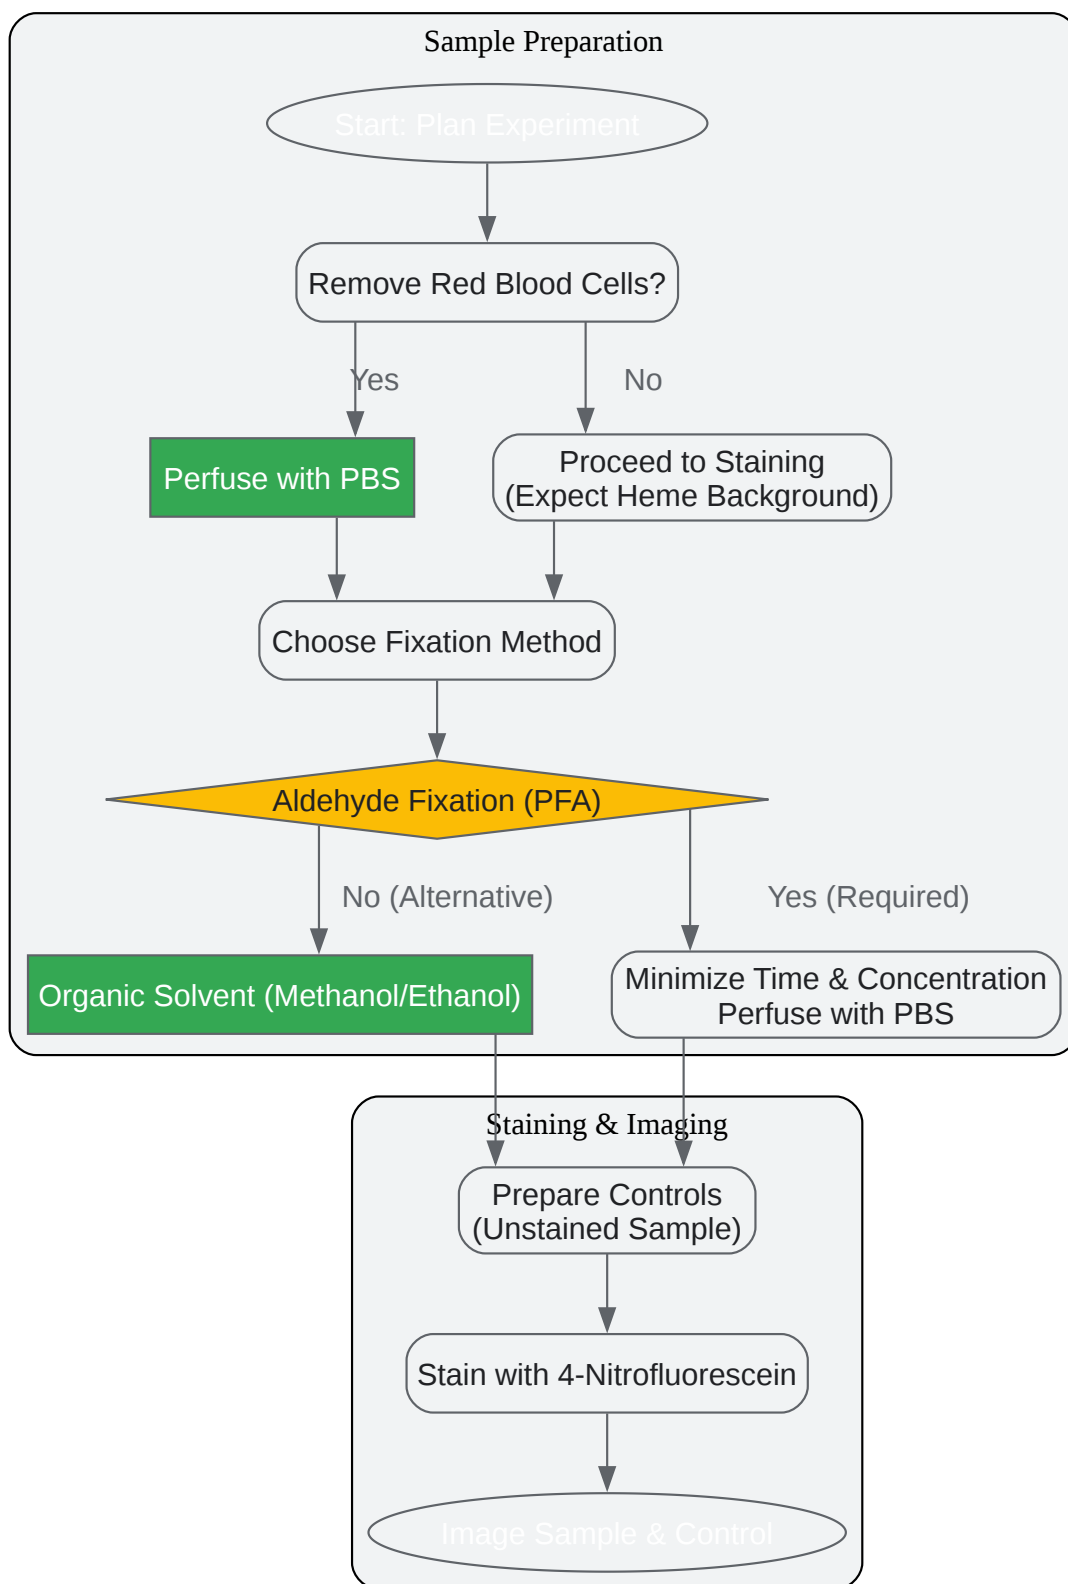 Sample Preparation
Start: Plan Experiment
Remove Red Blood Cells?
Yes
No
Perfuse with PBS
Proceed to Staining
(Expect Heme Background)
Choose Fixation Method
Aldehyde Fixation (PFA)
No (Alternative)
Yes (Required)
Organic Solvent (Methanol/Ethanol)
Minimize Time & Concentration
Perfuse with PBS
Staining & Imaging
Prepare Controls
(Unstained Sample)
Stain with 4-Nitrofluorescein
Image Sample & Control